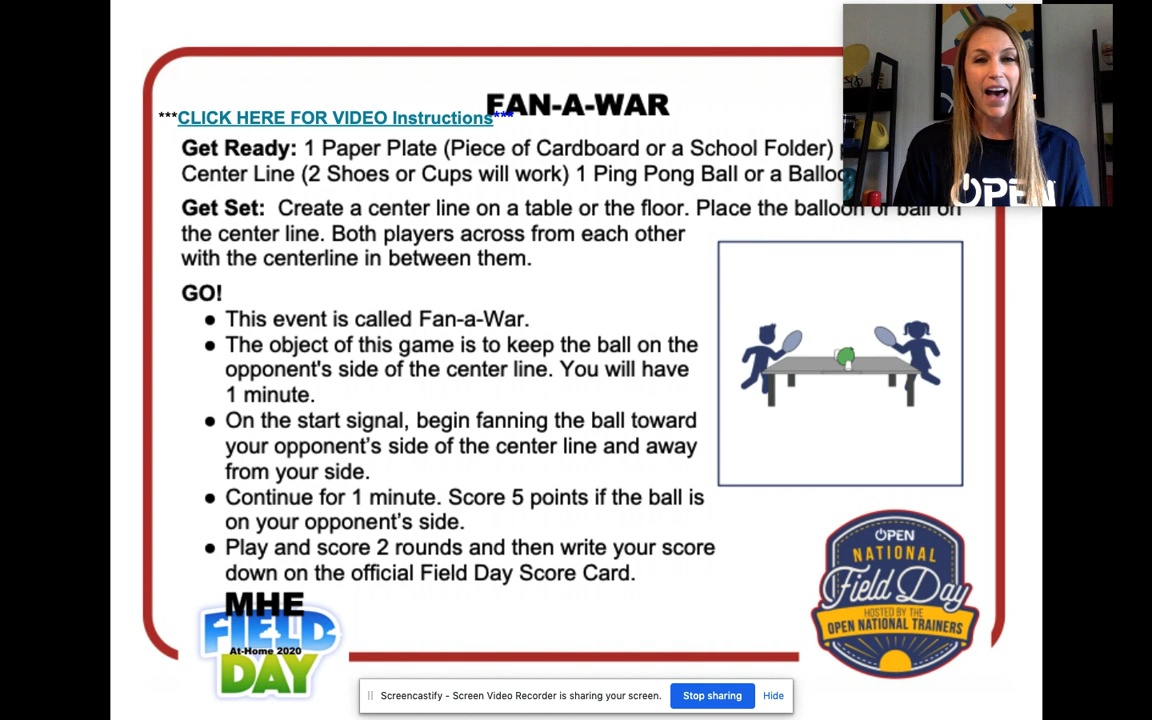 FAN-A-WAR
***CLICK HERE FOR VIDEO Instructions***
Get Ready: 1 Paper Plate (Piece of Cardboard or a School Folder)
Center Line (2 Shoes or Cups will work) 1 Ping Pong Ball or a
Get Set: Create a center line on a table or the floor. Place the balloon or ball on
the center line. Both players across from each other
with the centerline in between them.
GO!
● This event is called Fan-a-War.
● The object of this game is to keep the ball on the
opponent's side of the center line. You will have
1 minute.
● On the start signal, begin fanning the ball toward
your opponent's side of the center line and away
from your side.
● Continue for 1 minute. Score 5 points if the ball is
on your opponent's side.
● Play and score 2 rounds and then write your score
down on the official Field Day Score Card.
OPEN
OPEN
NATIONAL
Field Day
HOSTED BY THE
OPEN NATIONAL TRAINERS
MHE
FIELD
At-Home 2020
DAY
Screencastify - Screen Video Recorder is sharing your screen.
Stop sharing
Hide